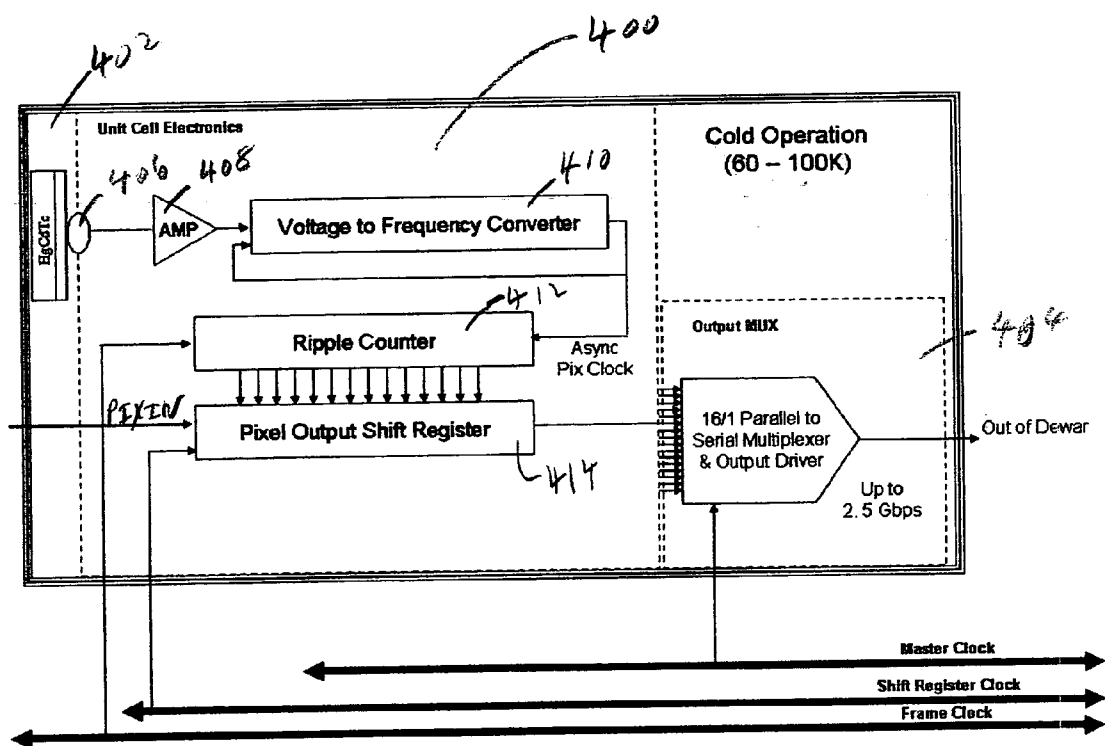 400
402
Unit Cell Electronics
Cold Operation
(60 – 100K)
406
408
410
HgCdTe
AMP
Voltage to Frequency Converter
412
Ripple Counter
Async
Pix Clock
Output MUX
404
PIXIN
Pixel Output Shift Register
414
16/1 Parallel to
Serial Multiplexer
& Output Driver
Out of Dewar
Up to
2.5 Gbps
Master Clock
Shift Register Clock
Frame Clock